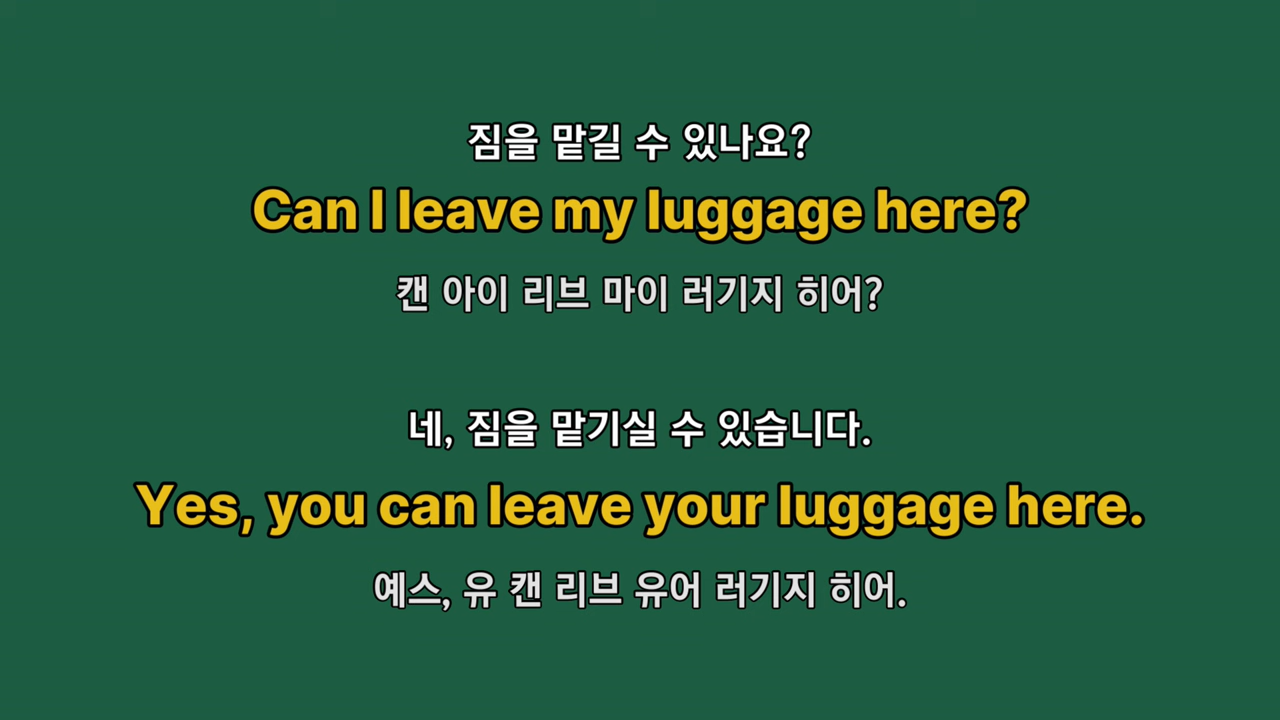 짐을 맡길 수 있나요?
Can I leave my luggage here?
캔 아이 리브 마이 러기지 히어?
네, 짐을 맡기실 수 있습니다.
Yes, you can leave your luggage here.
예스, 유 캔 리브 유어 러기지 히어.